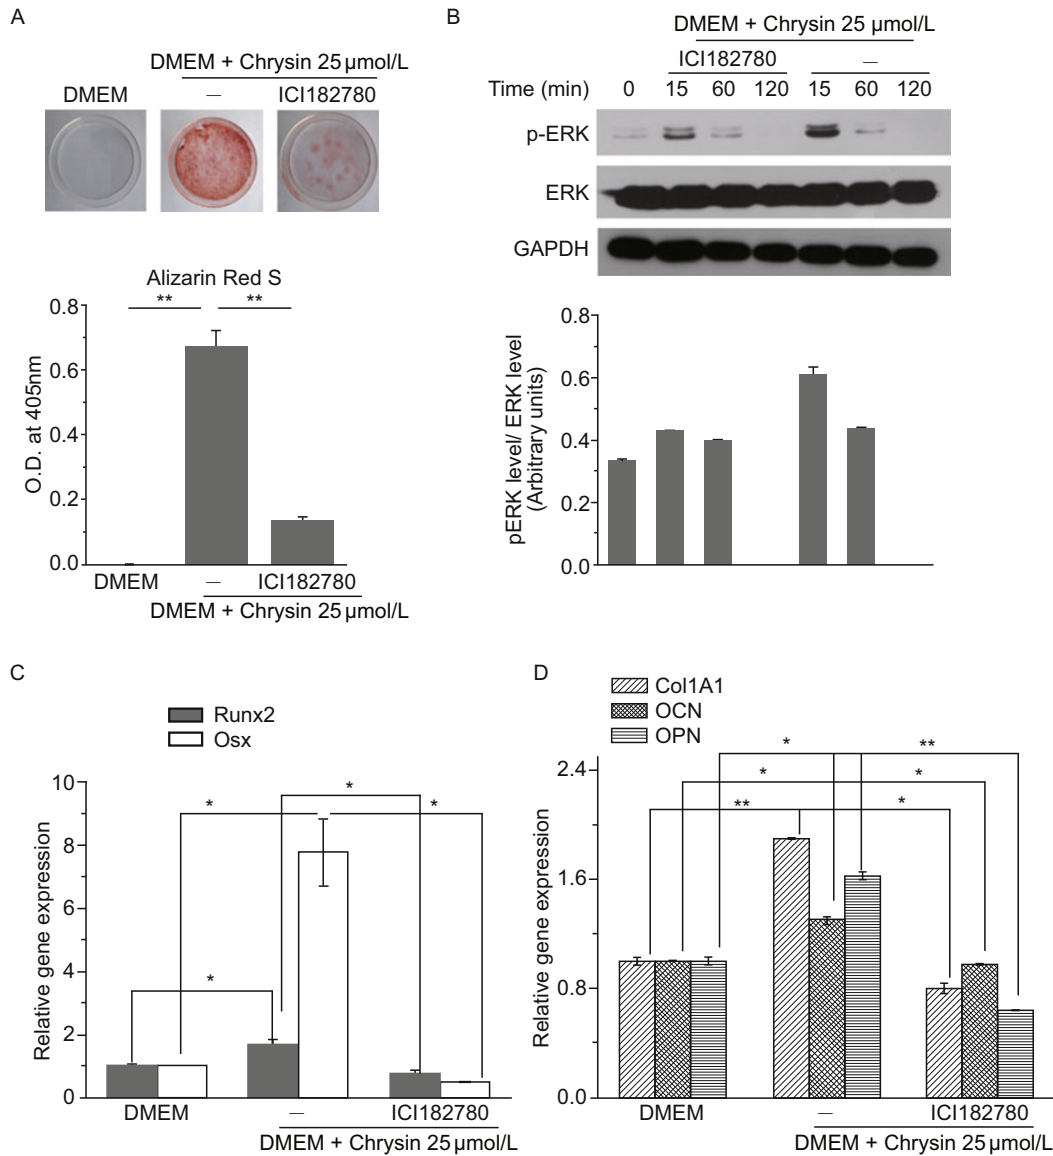 A
DMEM + Chrysin 25 µmol/L
DMEM — ICI182780
Alizarin Red S
** **
0.8
0.6
0.4
0.2
0.0
O.D. at 405nm
DMEM — ICI182780
DMEM + Chrysin 25 µmol/L
B
DMEM + Chrysin 25 µmol/L
ICI182780 —
Time (min) 0 15 60 120 15 60 120
p-ERK
ERK
GAPDH
0.8
0.6
0.4
0.2
0.0
pERK level/ ERK level
(Arbitrary units)
C
Runx2
Osx
10
8
6
4
2
0
Relative gene expression
*
* *
*
DMEM — ICI182780
DMEM + Chrysin 25 µmol/L
D
Col1A1
OCN
OPN
2.4
1.6
0.8
0.0
Relative gene expression
* **
* *
** *
DMEM — ICI182780
DMEM + Chrysin 25 µmol/L